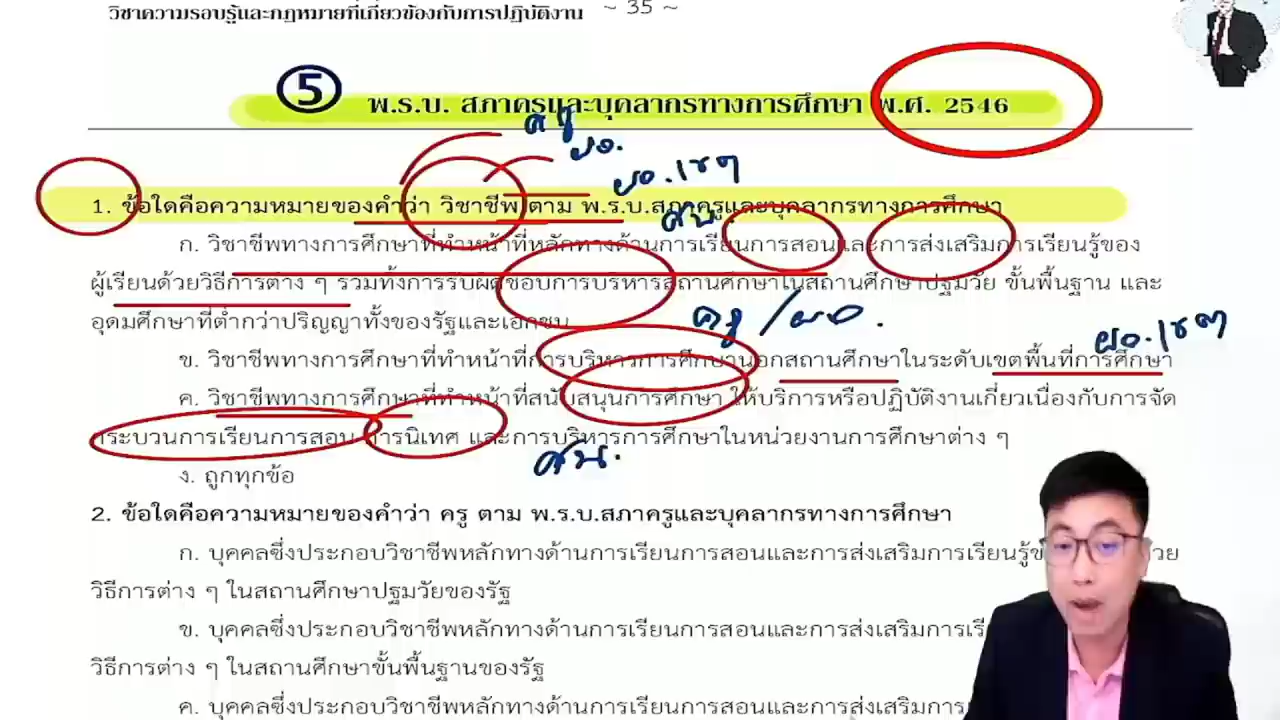 วิชาความรอบรู้และกฎหมายที่เกี่ยวข้องกับการปฏิบัติงาน ~ 35 ~
5 พ.ร.บ. สภาครูและบุคลากรทางการศึกษา พ.ศ. 2546
ครู
ผอ.
ผอ.เขต
ศน.
1. ข้อใดคือความหมายของคำว่า วิชาชีพ ตาม พ.ร.บ.สภาครูและบุคลากรทางการศึกษา
ก. วิชาชีพทางการศึกษาที่ทำหน้าที่หลักทางด้านการเรียนการสอนและการส่งเสริมการเรียนรู้ของ
ผู้เรียนด้วยวิธีการต่าง ๆ รวมทั้งการรับผิดชอบการบริหารสถานศึกษาในสถานศึกษาปฐมวัย ขั้นพื้นฐาน และ
อุดมศึกษาที่ต่ำกว่าปริญญาทั้งของรัฐและเอกชน
ครู / ผอ.
ผอ.เขต
ข. วิชาชีพทางการศึกษาที่ทำหน้าที่การบริหารการศึกษานอกสถานศึกษาในระดับเขตพื้นที่การศึกษา
ค. วิชาชีพทางการศึกษาที่ทำหน้าที่สนับสนุนการศึกษา ให้บริการหรือปฏิบัติงานเกี่ยวเนื่องกับการจัด
กระบวนการเรียนการสอน การนิเทศ และการบริหารการศึกษาในหน่วยงานการศึกษาต่าง ๆ
ศน.
ง. ถูกทุกข้อ
2. ข้อใดคือความหมายของคำว่า ครู ตาม พ.ร.บ.สภาครูและบุคลากรทางการศึกษา
ก. บุคคลซึ่งประกอบวิชาชีพหลักทางด้านการเรียนการสอนและการส่งเสริมการเรียนรู้
วิธีการต่าง ๆ ในสถานศึกษาปฐมวัยของรัฐ
ข. บุคคลซึ่งประกอบวิชาชีพหลักทางด้านการเรียนการสอนและการส่งเสริมการ
วิธีการต่าง ๆ ในสถานศึกษาขั้นพื้นฐานของรัฐ
ค. บุคคลซึ่งประกอบวิชาชีพหลักทางด้านการเรียนการสอนและการส่งเสริมการ